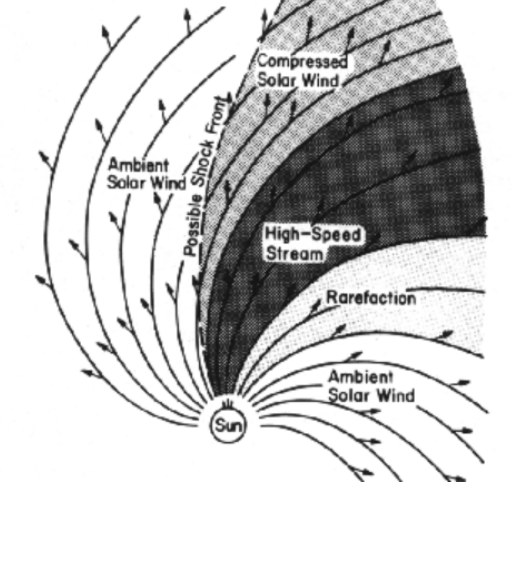 Compressed
Solar Wind
Possible Shock Front
Ambient
Solar Wind
High-Speed
Stream
Rarefaction
Ambient
Solar Wind
Sun